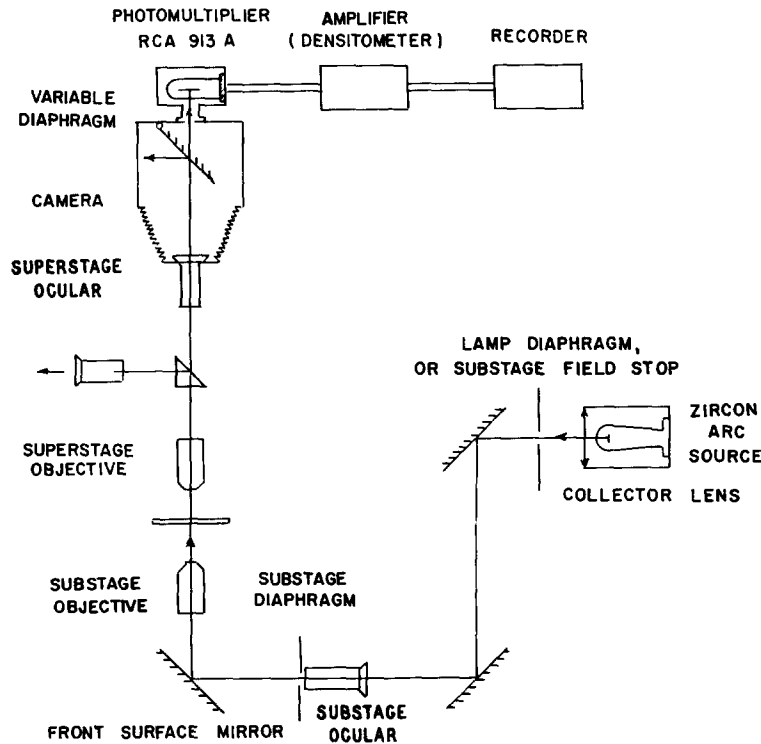 PHOTOMULTIPLIER
RCA 913 A
AMPLIFIER
(DENSITOMETER)
RECORDER
VARIABLE
DIAPHRAGM
CAMERA
SUPERSTAGE
OCULAR
LAMP DIAPHRAGM,
OR SUBSTAGE FIELD STOP
ZIRCON
ARC
SOURCE
SUPERSTAGE
OBJECTIVE
COLLECTOR LENS
SUBSTAGE
OBJECTIVE
SUBSTAGE
DIAPHRAGM
FRONT SURFACE MIRROR
SUBSTAGE
OCULAR